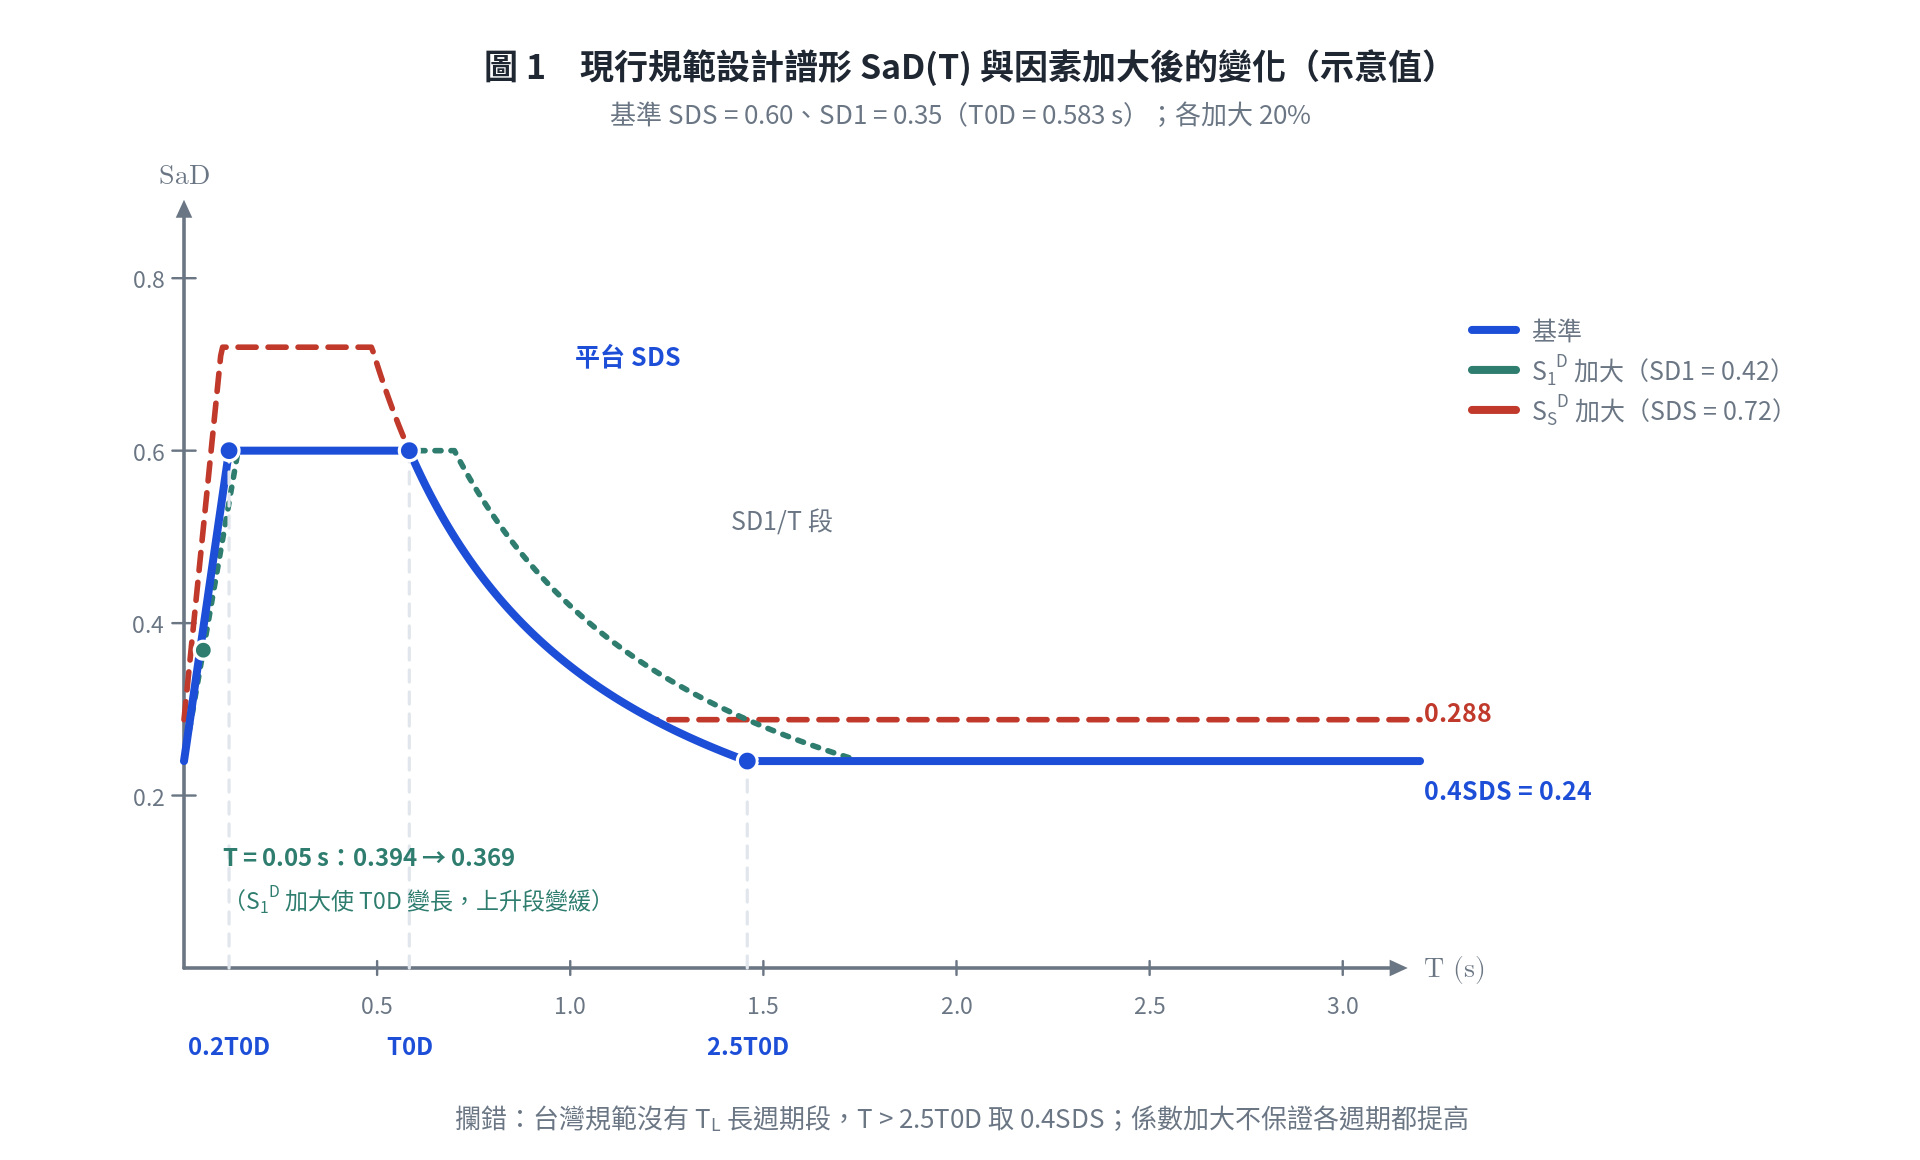 圖 1　現行規範設計譜形 SaD(T) 與因素加大後的變化（示意值）
基準 SDS = 0.60、SD1 = 0.35（T0D = 0.583 s）；各加大 20%
SaD
0.8
0.6
0.4
0.2
平台 SDS
SD1/T 段
基準
S₁ᴰ 加大（SD1 = 0.42）
S_Sᴰ 加大（SDS = 0.72）
0.288
0.4SDS = 0.24
T = 0.05 s：0.394 → 0.369
（S₁ᴰ 加大使 T0D 變長，上升段變緩）
T (s)
0.5 1.0 1.5 2.0 2.5 3.0
0.2T0D T0D 2.5T0D
攔錯：台灣規範沒有 T_L 長週期段，T > 2.5T0D 取 0.4SDS；係數加大不保證各週期都提高